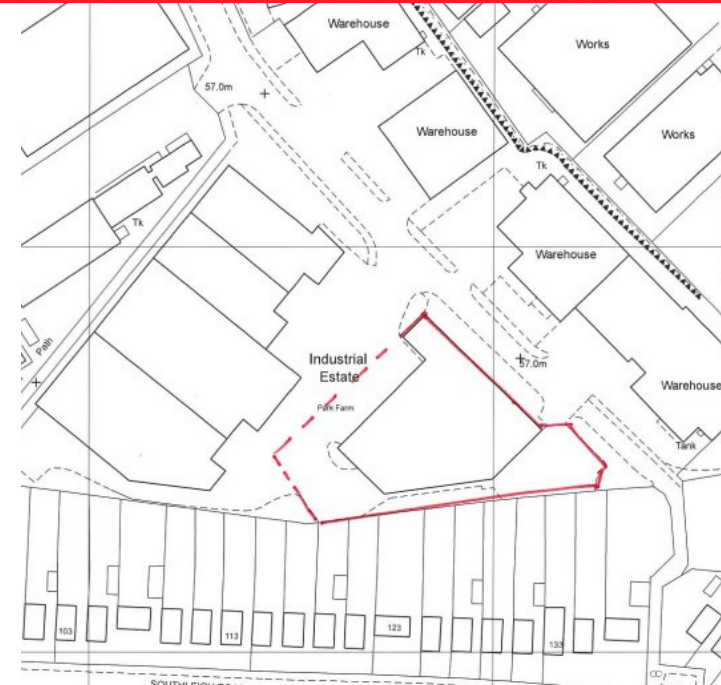 Warehouse
Works
Tk
57.0m
Warehouse
Works
Tk
Tk
Warehouse
Path
Industrial
Estate
57.0m
Park Farm
Warehouse
Tank
103
113
123
133